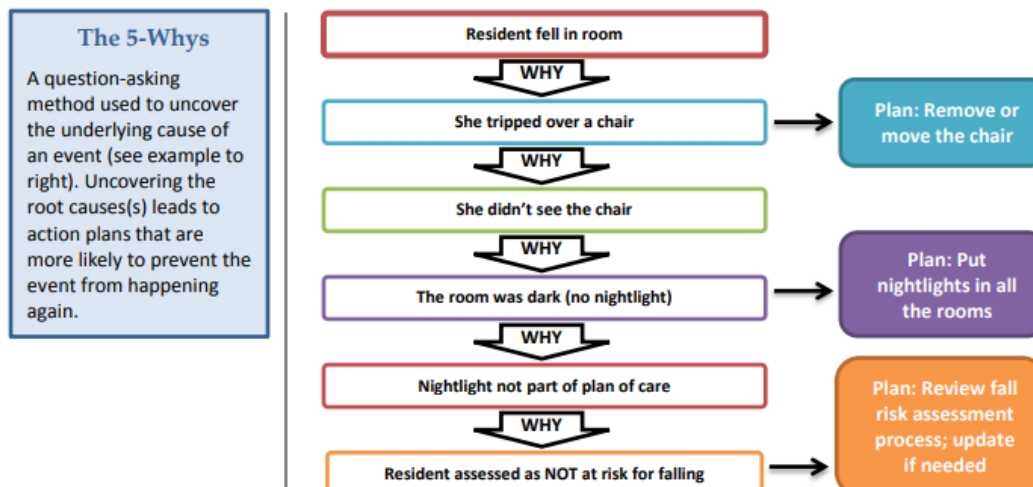 The 5-Whys
A question-asking
method used to uncover
the underlying cause of
an event (see example to
right). Uncovering the
root causes(s) leads to
action plans that are
more likely to prevent the
event from happening
again.
Resident fell in room
WHY
She tripped over a chair
Plan: Remove or
move the chair
WHY
She didn’t see the chair
WHY
The room was dark (no nightlight)
Plan: Put
nightlights in all
the rooms
WHY
Nightlight not part of plan of care
WHY
Resident assessed as NOT at risk for falling
Plan: Review fall
risk assessment
process; update
if needed